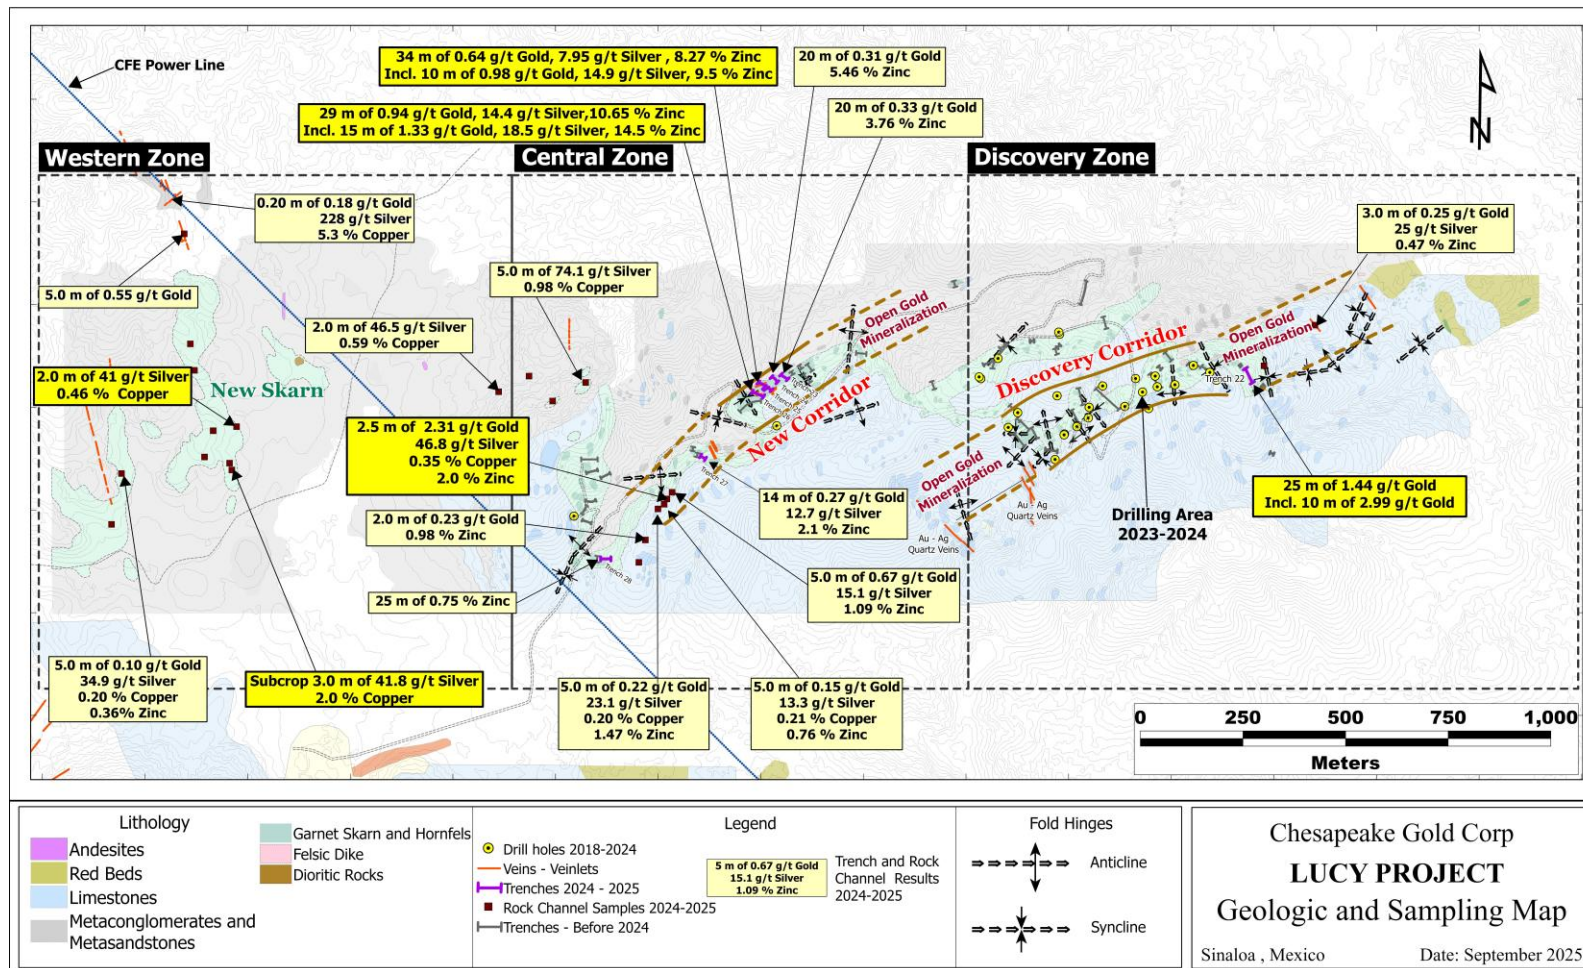 CFE Power Line
34 m of 0.64 g/t Gold, 7.95 g/t Silver , 8.27 % Zinc
Incl. 10 m of 0.98 g/t Gold, 14.9 g/t Silver, 9.5 % Zinc
20 m of 0.31 g/t Gold
5.46 % Zinc
29 m of 0.94 g/t Gold, 14.4 g/t Silver,10.65 % Zinc
Incl. 15 m of 1.33 g/t Gold, 18.5 g/t Silver, 14.5 % Zinc
20 m of 0.33 g/t Gold
3.76 % Zinc
N
Western Zone
Central Zone
Discovery Zone
0.20 m of 0.18 g/t Gold
228 g/t Silver
5.3 % Copper
3.0 m of 0.25 g/t Gold
25 g/t Silver
0.47 % Zinc
5.0 m of 0.55 g/t Gold
5.0 m of 74.1 g/t Silver
0.98 % Copper
2.0 m of 46.5 g/t Silver
0.59 % Copper
Open Gold
Mineralization
Discovery Corridor
Open Gold
Mineralization
2.0 m of 41 g/t Silver
0.46 % Copper
New Skarn
Trench 22
New Corridor
2.5 m of 2.31 g/t Gold
46.8 g/t Silver
0.35 % Copper
2.0 % Zinc
Trench 27
Open Gold
Mineralization
14 m of 0.27 g/t Gold
12.7 g/t Silver
2.1 % Zinc
Au - Ag
Quartz Veins
Au - Ag
Quartz Veins
Drilling Area
2023-2024
25 m of 1.44 g/t Gold
Incl. 10 m of 2.99 g/t Gold
2.0 m of 0.23 g/t Gold
0.98 % Zinc
Trench 28
25 m of 0.75 % Zinc
5.0 m of 0.67 g/t Gold
15.1 g/t Silver
1.09 % Zinc
5.0 m of 0.10 g/t Gold
34.9 g/t Silver
0.20 % Copper
0.36% Zinc
Subcrop 3.0 m of 41.8 g/t Silver
2.0 % Copper
5.0 m of 0.22 g/t Gold
23.1 g/t Silver
0.20 % Copper
1.47 % Zinc
5.0 m of 0.15 g/t Gold
13.3 g/t Silver
0.21 % Copper
0.76 % Zinc
0 250 500 750 1,000
Meters
Lithology
Andesites
Red Beds
Limestones
Metaconglomerates and
Metasandstones
Garnet Skarn and Hornfels
Felsic Dike
Dioritic Rocks
Legend
Drill holes 2018-2024
Veins - Veinlets
Trenches 2024 - 2025
Rock Channel Samples 2024-2025
Trenches - Before 2024
5 m of 0.67 g/t Gold
15.1 g/t Silver
1.09 % Zinc
Trench and Rock
Channel Results
2024-2025
Fold Hinges
Anticline
Syncline
Chesapeake Gold Corp
LUCY PROJECT
Geologic and Sampling Map
Sinaloa , Mexico
Date: September 2025